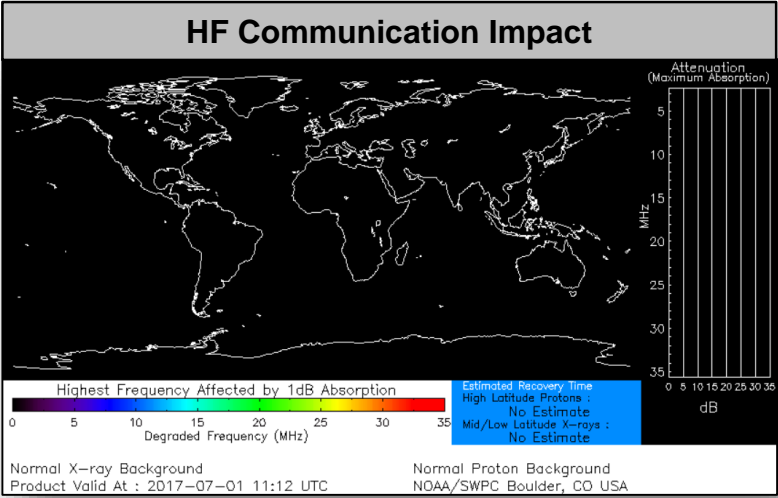 HF Communication Impact
Attenuation
(Maximum Absorption)
5
10
15
20
25
30
35
MHz
0 5 10 15 20 25 30 35
dB
Highest Frequency Affected by 1dB Absorption
0 5 10 15 20 25 30 35
Degraded Frequency (MHz)
Estimated Recovery Time
High Latitude Protons :
No Estimate
Mid/Low Latitude X-rays :
No Estimate
Normal X-ray Background
Product Valid At : 2017-07-01 11:12 UTC
Normal Proton Background
NOAA/SWPC Boulder, CO USA